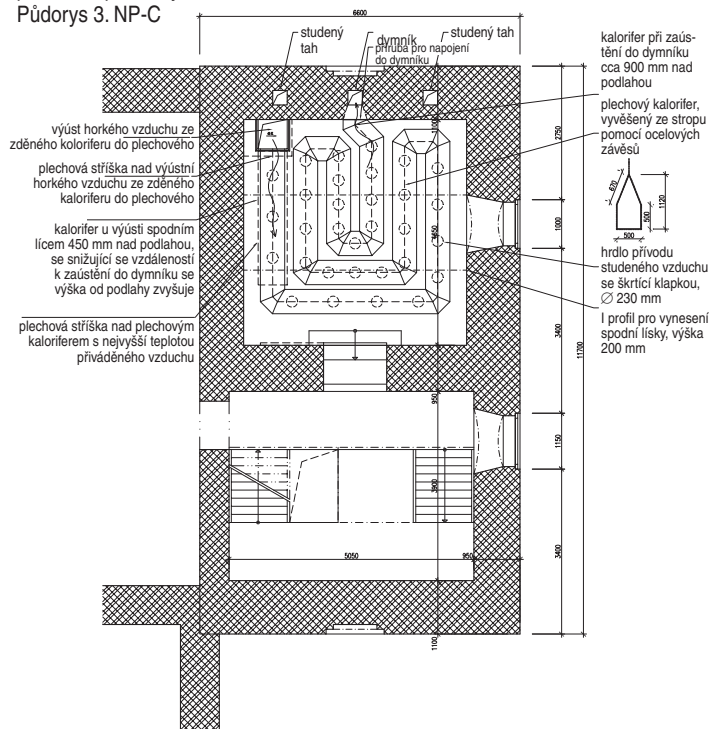 Půdorys 3. NP-C
6600
studený
tah
dymník
příruba pro napojení
do dymníku
studený tah
kalorifer při zaús-
tění do dymníku
cca 900 mm nad
podlahou
plechový kalorifer,
vyvěšený ze stropu
pomocí ocelových
závěsů
670
1120
500
500
hrdlo přívodu
studeného vzduchu
se škrtící klapkou,
∅ 230 mm
I profil pro vynesení
spodní lísky, výška
200 mm
výúst horkého vzduchu ze
zděného koloriferu do plechového
plechová stříška nad výústní
horkého vzduchu ze zděného
kaloriferu do plechového
kalorifer u výústi spodním
lícem 450 mm nad podlahou,
se snižující se vzdáleností
k zaústění do dymníku se
výška od podlahy zvyšuje
plechová stříška nad plechovým
kaloriferem s nejvyšší teplotou
přiváděného vzduchu
1100
2750
1000
3400
11700
950
1150
3900
5050
950
3400
1100